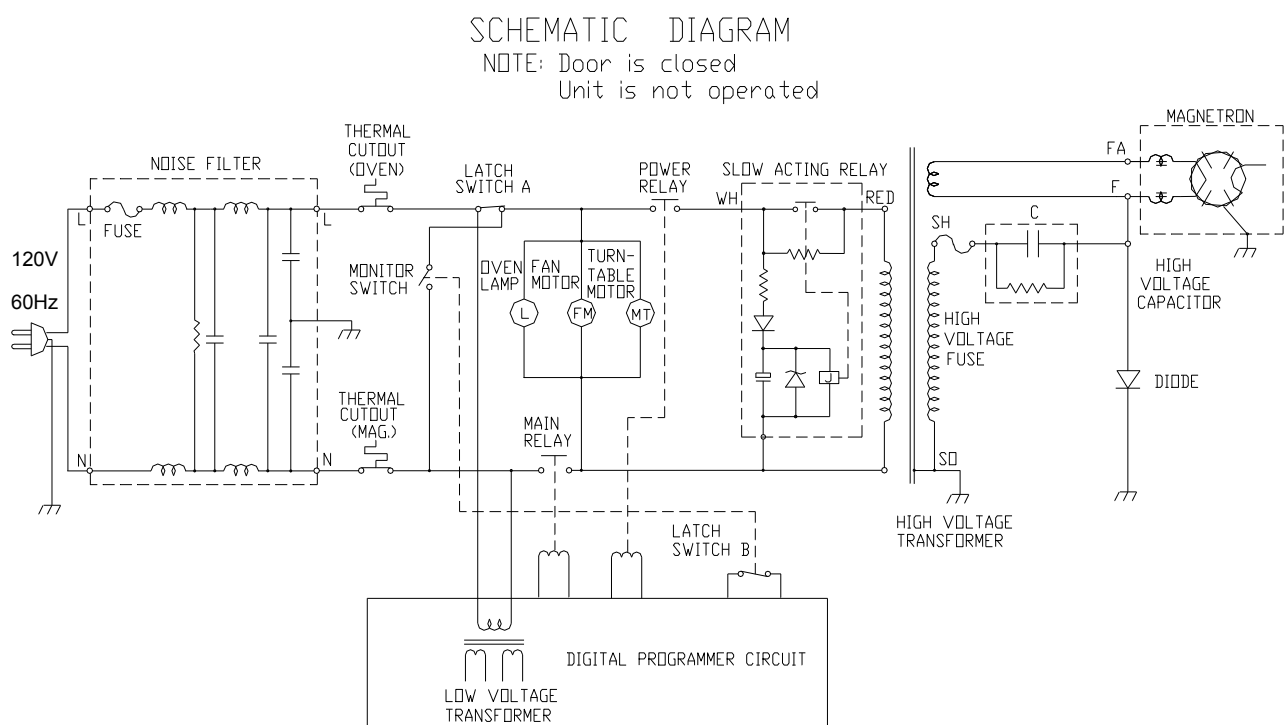 SCHEMATIC DIAGRAM
NOTE: Door is closed
Unit is not operated
MAGNETRON
THERMAL
CUTOUT
(OVEN)
NOISE FILTER
LATCH
SWITCH A
POWER
RELAY
SLOW ACTING RELAY
FA
WH
RED
F
L
FUSE
L
SH
C
120V
60Hz
MONITOR
SWITCH
OVEN
LAMP
FAN
MOTOR
TURN-
TABLE
MOTOR
HIGH
VOLTAGE
CAPACITOR
L
FM
MT
HIGH
VOLTAGE
FUSE
J
DIODE
THERMAL
CUTOUT
(MAG.)
MAIN
RELAY
N
N
SO
HIGH VOLTAGE
TRANSFORMER
LATCH
SWITCH B
DIGITAL PROGRAMMER CIRCUIT
LOW VOLTAGE
TRANSFORMER